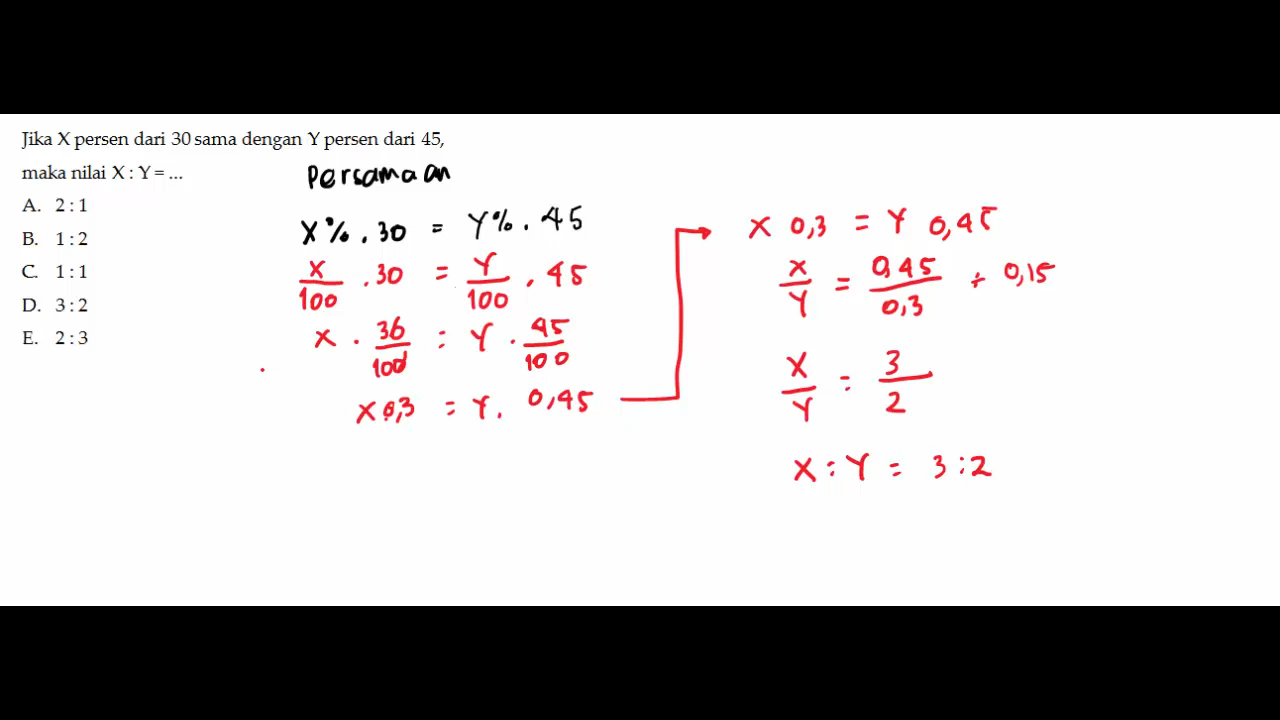 Jika X persen dari 30 sama dengan Y persen dari 45,
maka nilai X : Y = ...
A. 2 : 1
B. 1 : 2
C. 1 : 1
D. 3 : 2
E. 2 : 3
Persamaan
X% . 30 = Y% . 45
X/100 . 30 = Y/100 . 45
X . 30/100 = Y . 45/100
X 0,3 = Y . 0,45
X 0,3 = Y 0,45
X/Y = 0,45/0,3 ÷ 0,15
X/Y = 3/2
X : Y = 3 : 2